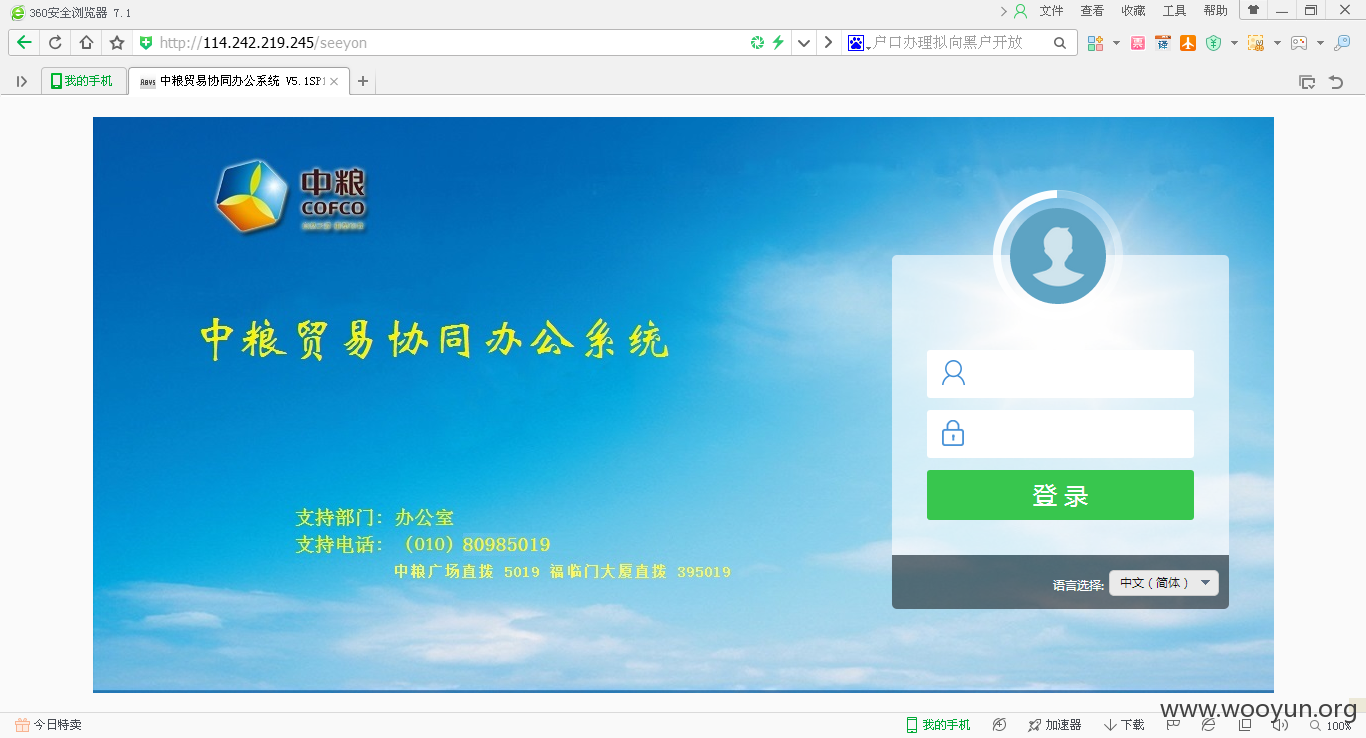 360安全浏览器 7.1
文件 查看 收藏 工具 帮助
http://114.242.219.245/seeyon
户口办理拟向黑户开放
我的手机
A8V5 中粮贸易协同办公系统 V5.1SP1
中粮
COFCO
中粮贸易协同办公系统
支持部门：办公室
支持电话：（010）80985019
中粮广场直拨 5019 福临门大厦直拨 395019
登 录
语言选择:
中文 ( 简体 )
www.wooyun.org
今日特卖
我的手机
加速器
下载
100%